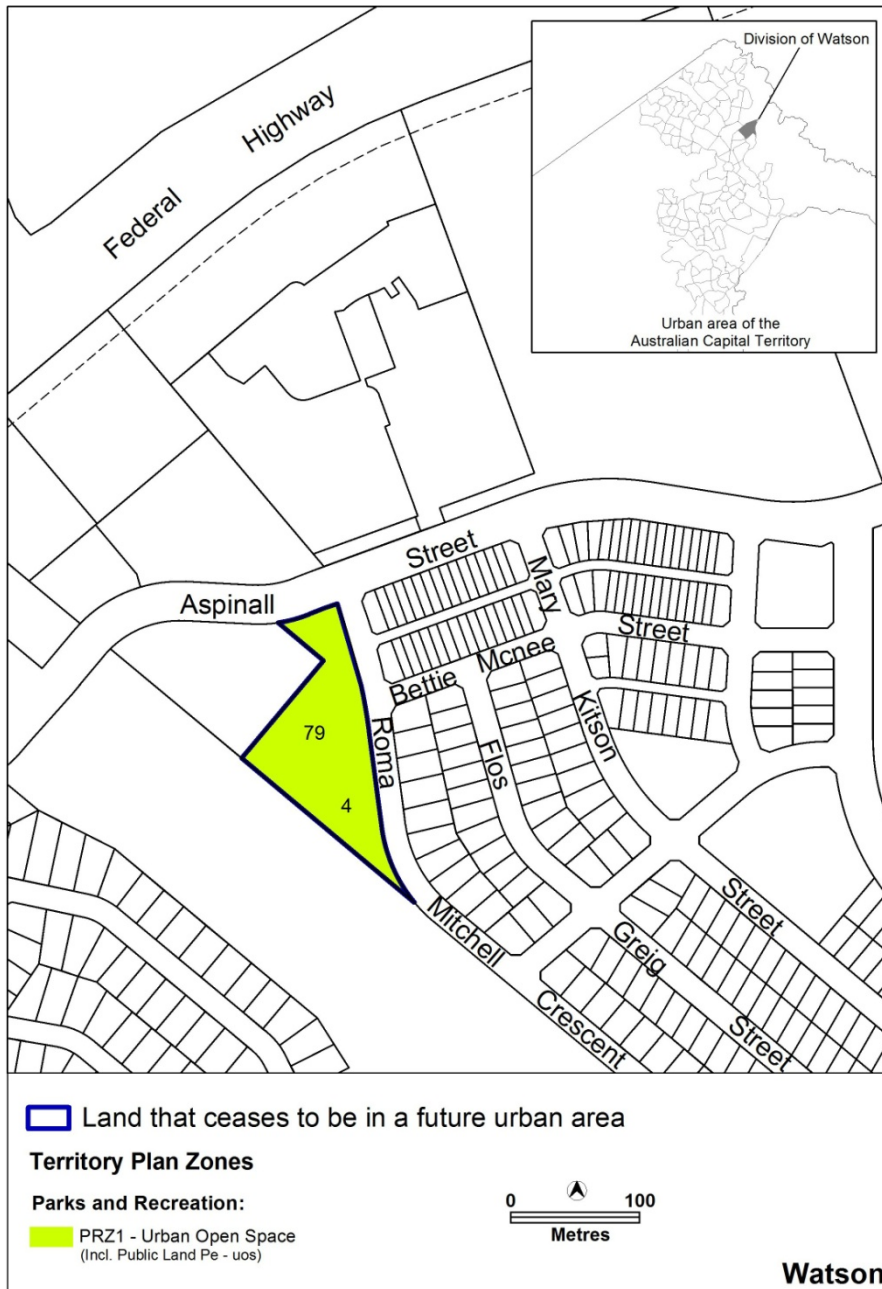 Division of Watson
Urban area of the
Australian Capital Territory
Federal Highway
Aspinall Street
Mary Kitson Street
Bettie Mcnee Street
Flos Greig Street
Roma Mitchell Crescent
79
4
Land that ceases to be in a future urban area
Territory Plan Zones
Parks and Recreation:
PRZ1 - Urban Open Space
(Incl. Public Land Pe - uos)
0 100
Metres
Watson